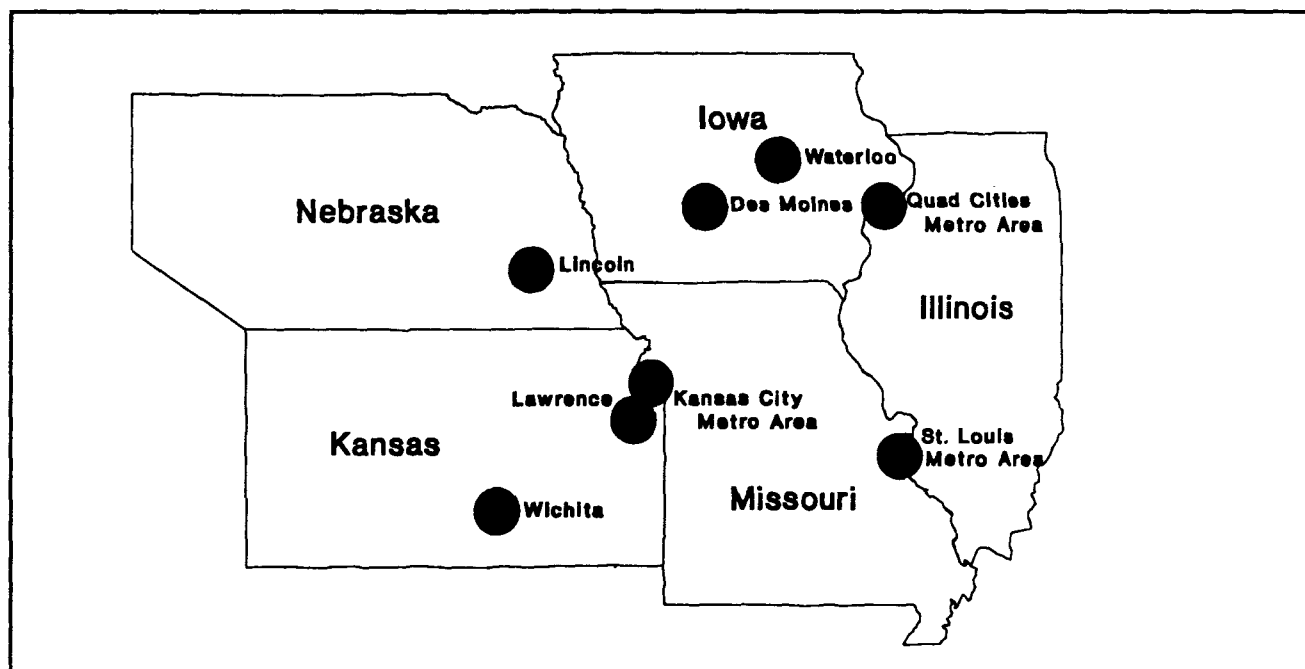 Iowa
Waterloo
Nebraska
Des Moines
Quad Cities
Metro Area
Lincoln
Illinois
Lawrence
Kansas City
Metro Area
Kansas
St. Louis
Metro Area
Missouri
Wichita